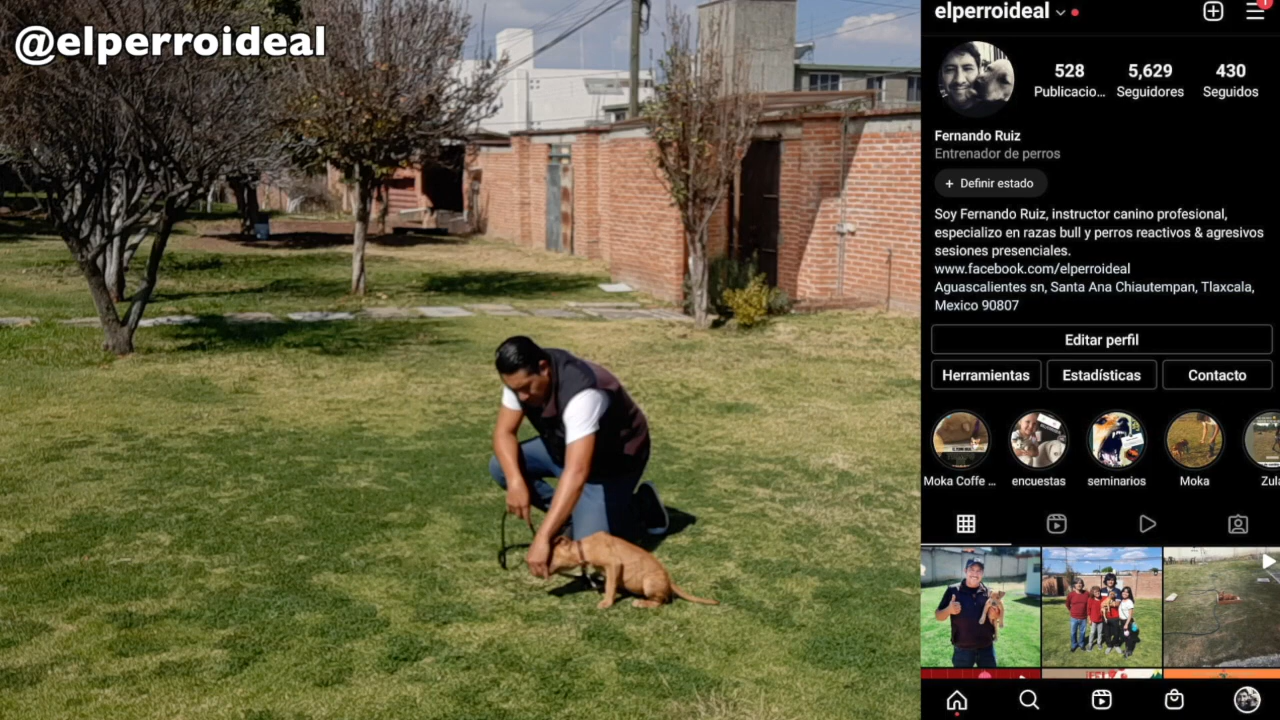 @elperroideal
elperroideal
1
528
5,629
430
Publicacio...
Seguidores
Seguidos
Fernando Ruiz
Entrenador de perros
+ Definir estado
Soy Fernando Ruiz, instructor canino profesional,
especializo en razas bull y perros reactivos & agresivos
sesiones presenciales.
www.facebook.com/elperroideal
Aguascalientes sn, Santa Ana Chiautempan, Tlaxcala,
Mexico 90807
Editar perfil
Herramientas
Estadísticas
Contacto
Moka Coffe ...
encuestas
seminarios
Moka
Zul